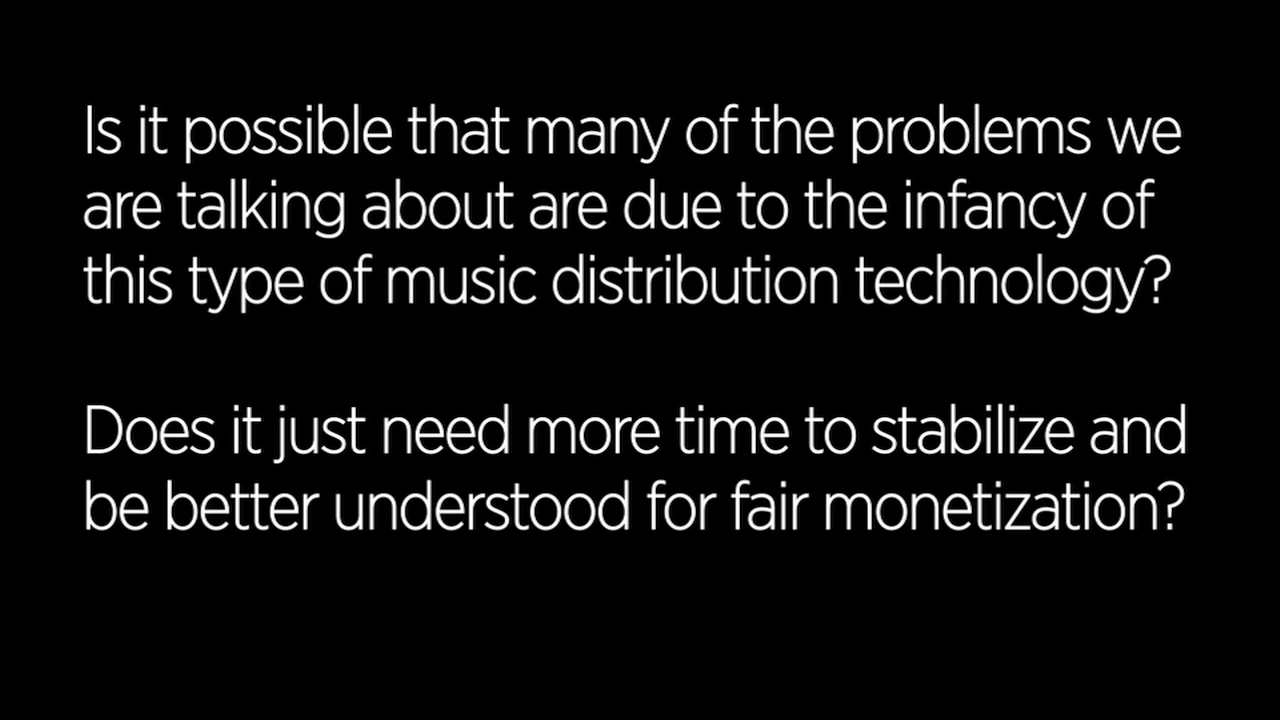 Is it possible that many of the problems we
are talking about are due to the infancy of
this type of music distribution technology?
Does it just need more time to stabilize and
be better understood for fair monetization?